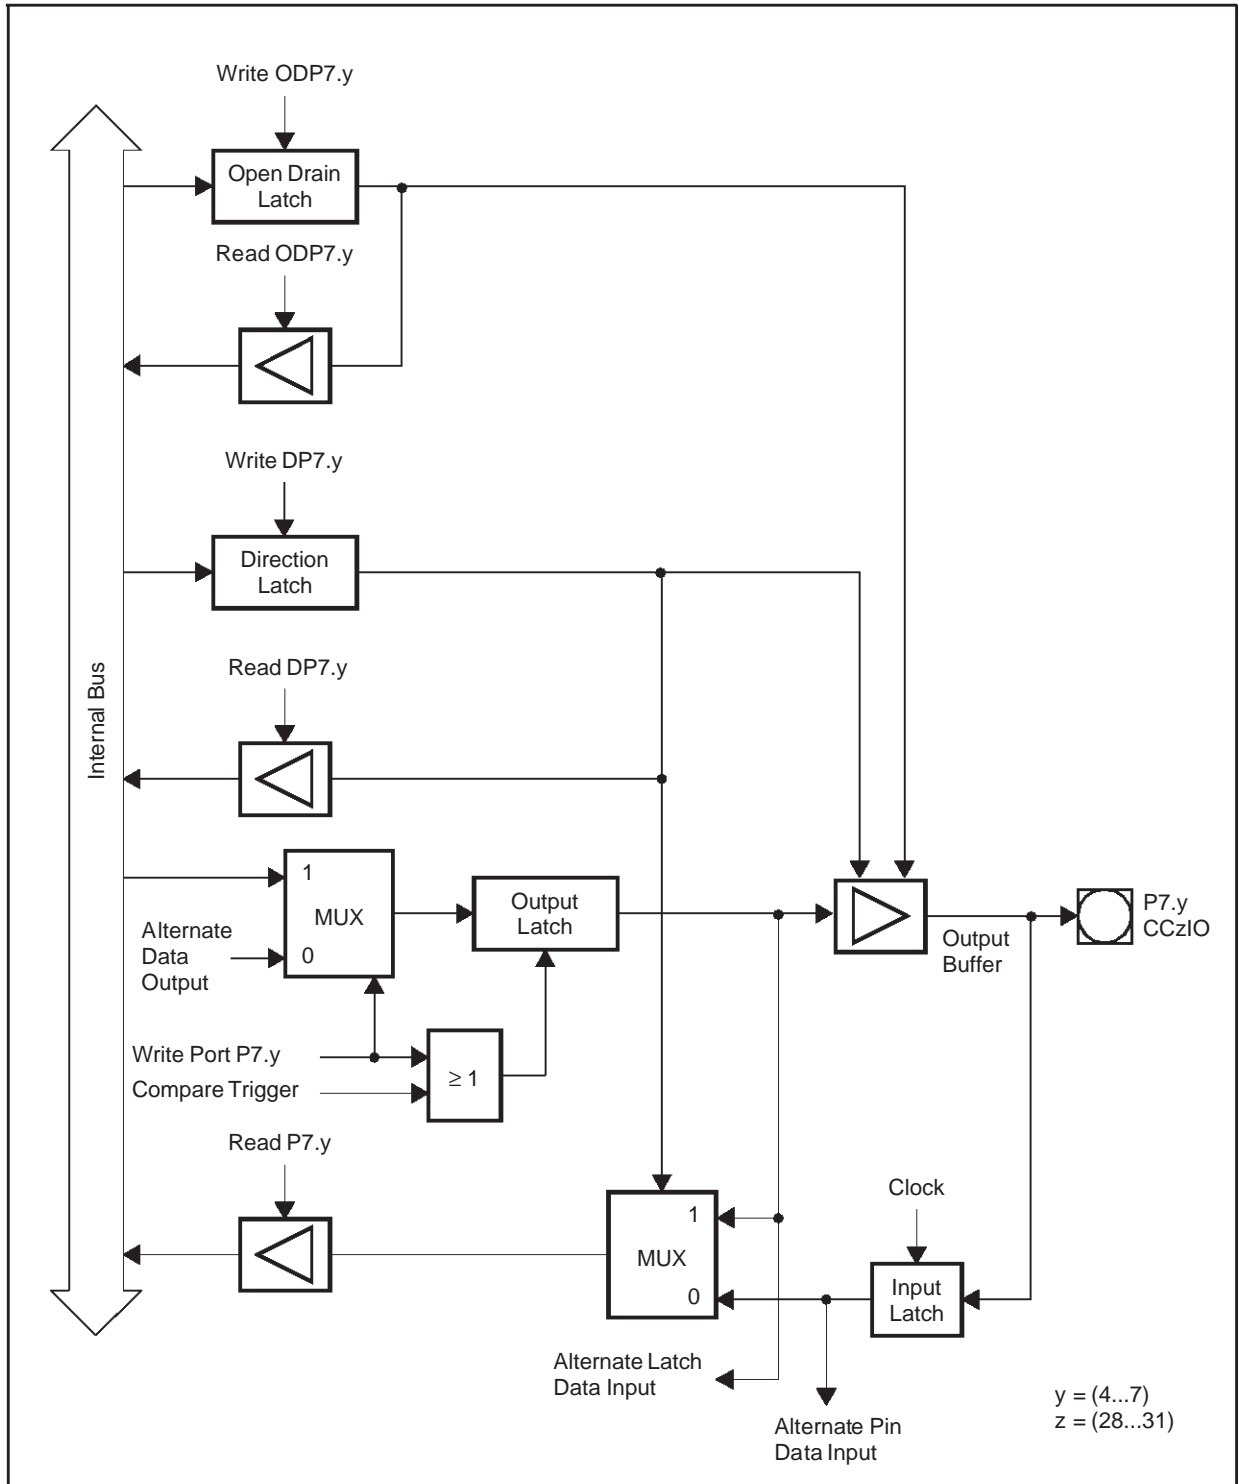 Write ODP7.y
Open Drain
Latch
Read ODP7.y
Write DP7.y
Direction
Latch
Read DP7.y
Internal Bus
1
MUX
0
Alternate
Data
Output
Output
Latch
Output
Buffer
P7.y
CCzIO
Write Port P7.y
Compare Trigger
≥ 1
Read P7.y
1
MUX
0
Clock
Input
Latch
Alternate Latch
Data Input
Alternate Pin
Data Input
y = (4...7)
z = (28...31)